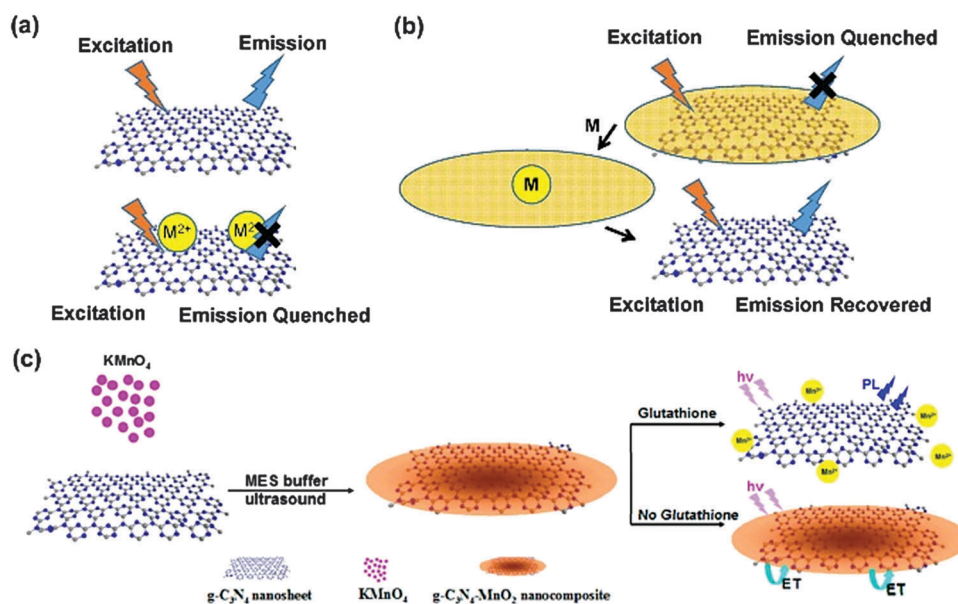 (a)
Excitation
Emission
M²⁺
Excitation
Emission Quenched
(b)
Excitation
Emission Quenched
M
M
Excitation
Emission Recovered
(c)
KMnO₄
MES buffer
ultrasound
Glutathione
hν
PL
Mn²⁺
Mn²⁺
Mn²⁺
Mn²⁺
Mn²⁺
No Glutathione
hν
ET
ET
g-C₃N₄ nanosheet
KMnO₄
g-C₃N₄-MnO₂ nanocomposite